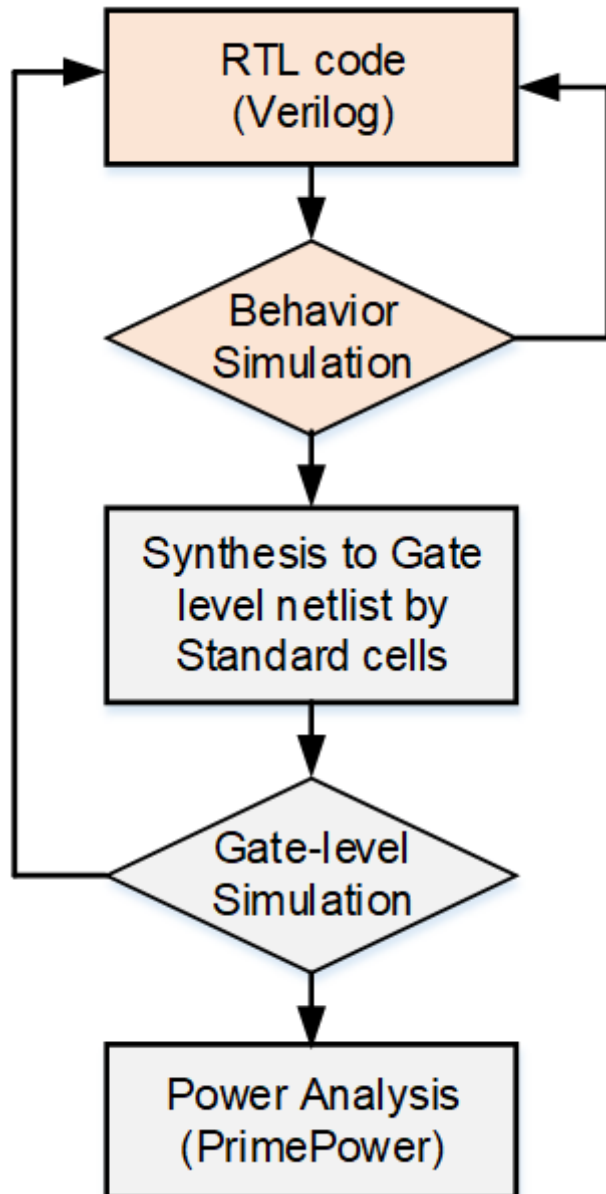 RTL code
(Verilog)
Behavior
Simulation
Synthesis to Gate
level netlist by
Standard cells
Gate-level
Simulation
Power Analysis
(PrimePower)